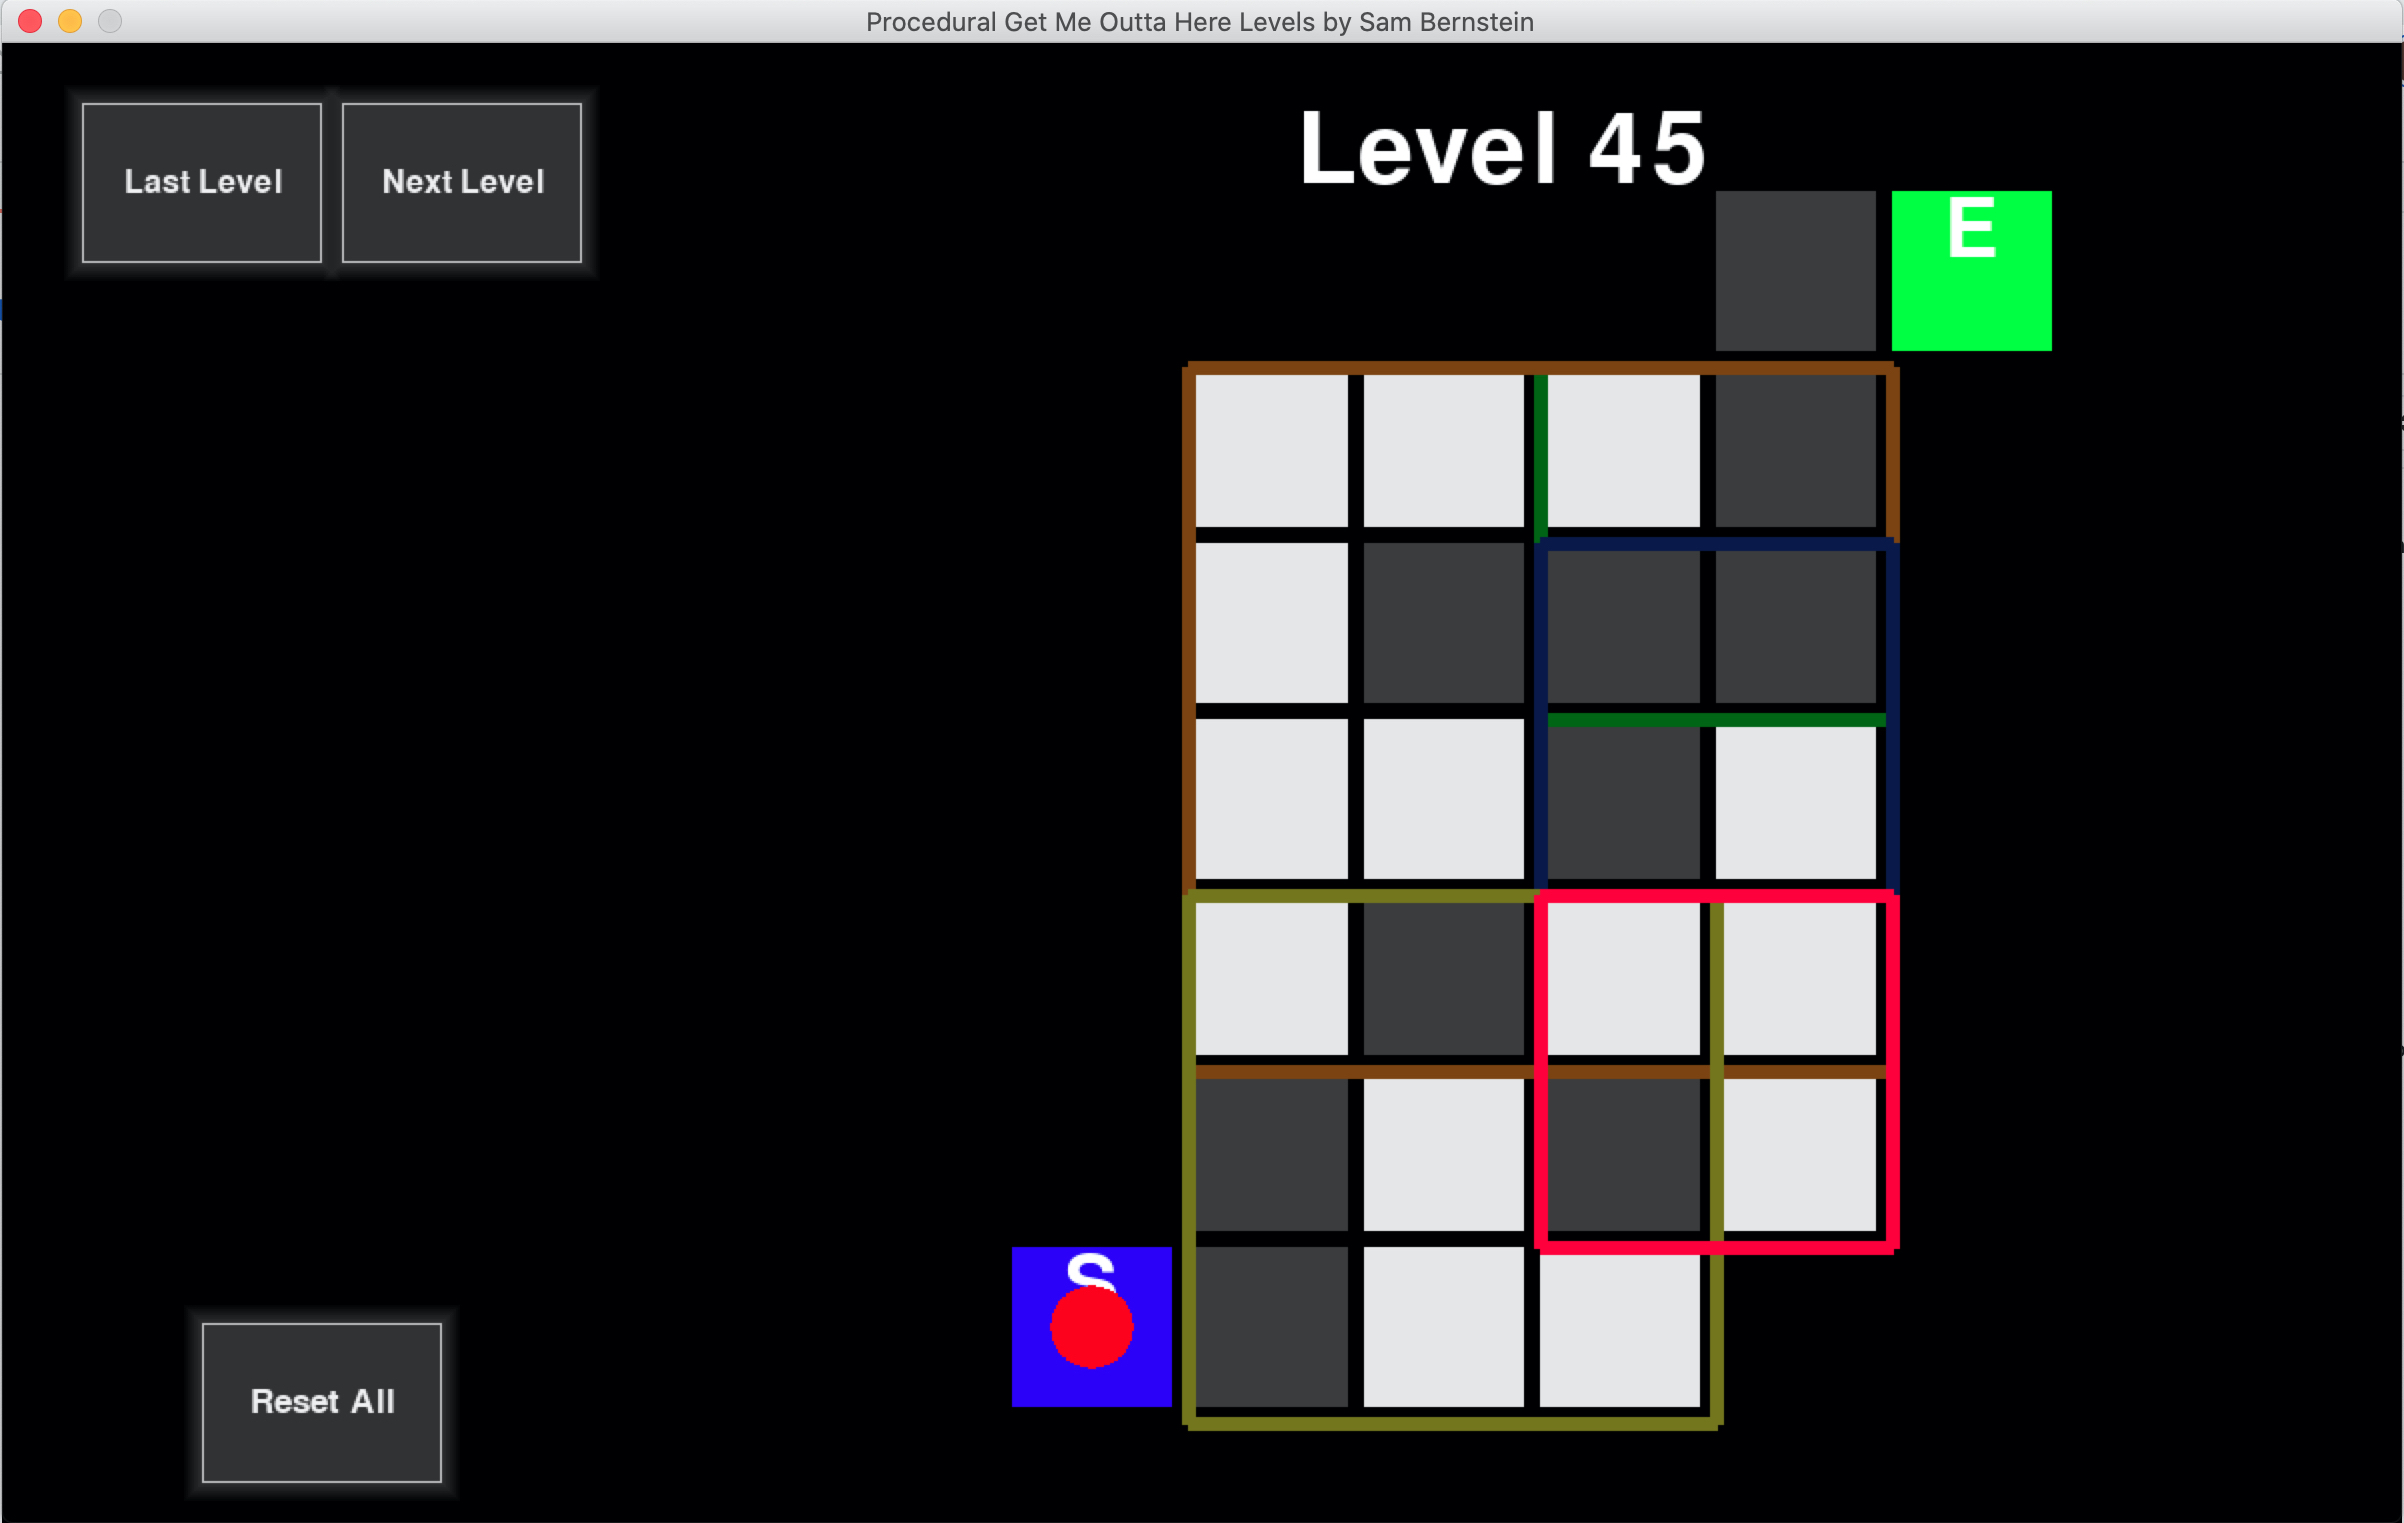 Procedural Get Me Outta Here Levels by Sam Bernstein
Last Level
Next Level
Level 45
E
S
Reset All